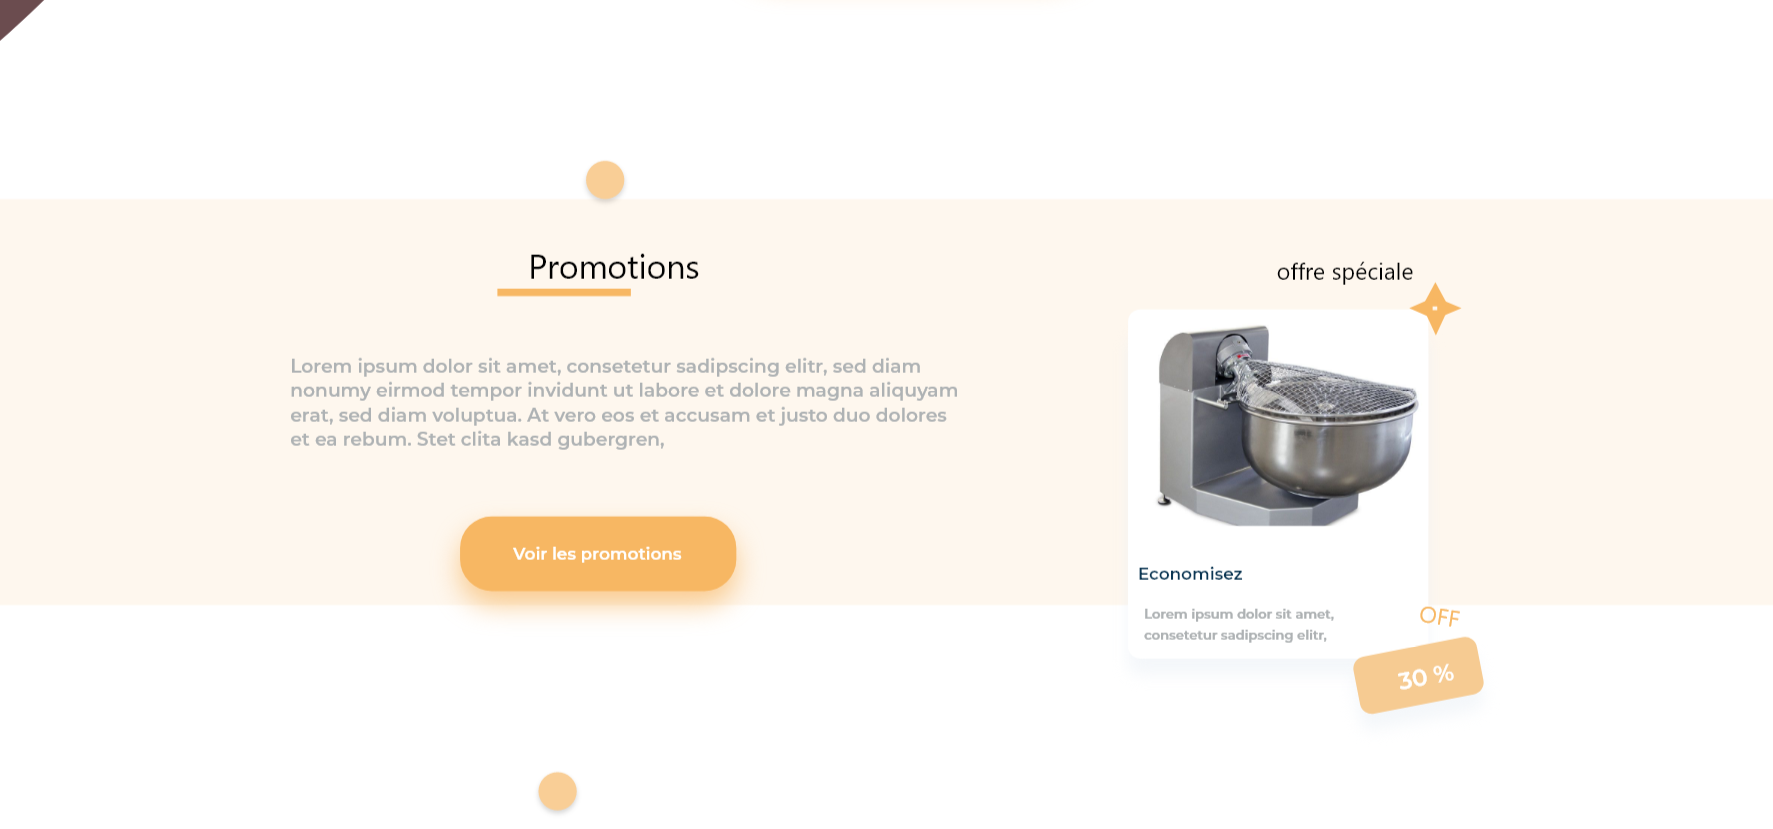 Promotions
Lorem ipsum dolor sit amet, consetetur sadipscing elitr, sed diam
nonumy eirmod tempor invidunt ut labore et dolore magna aliquyam
erat, sed diam voluptua. At vero eos et accusam et justo duo dolores
et ea rebum. Stet clita kasd gubergren,
Voir les promotions
offre spéciale
Economisez
Lorem ipsum dolor sit amet,
consetetur sadipscing elitr,
OFF
30 %